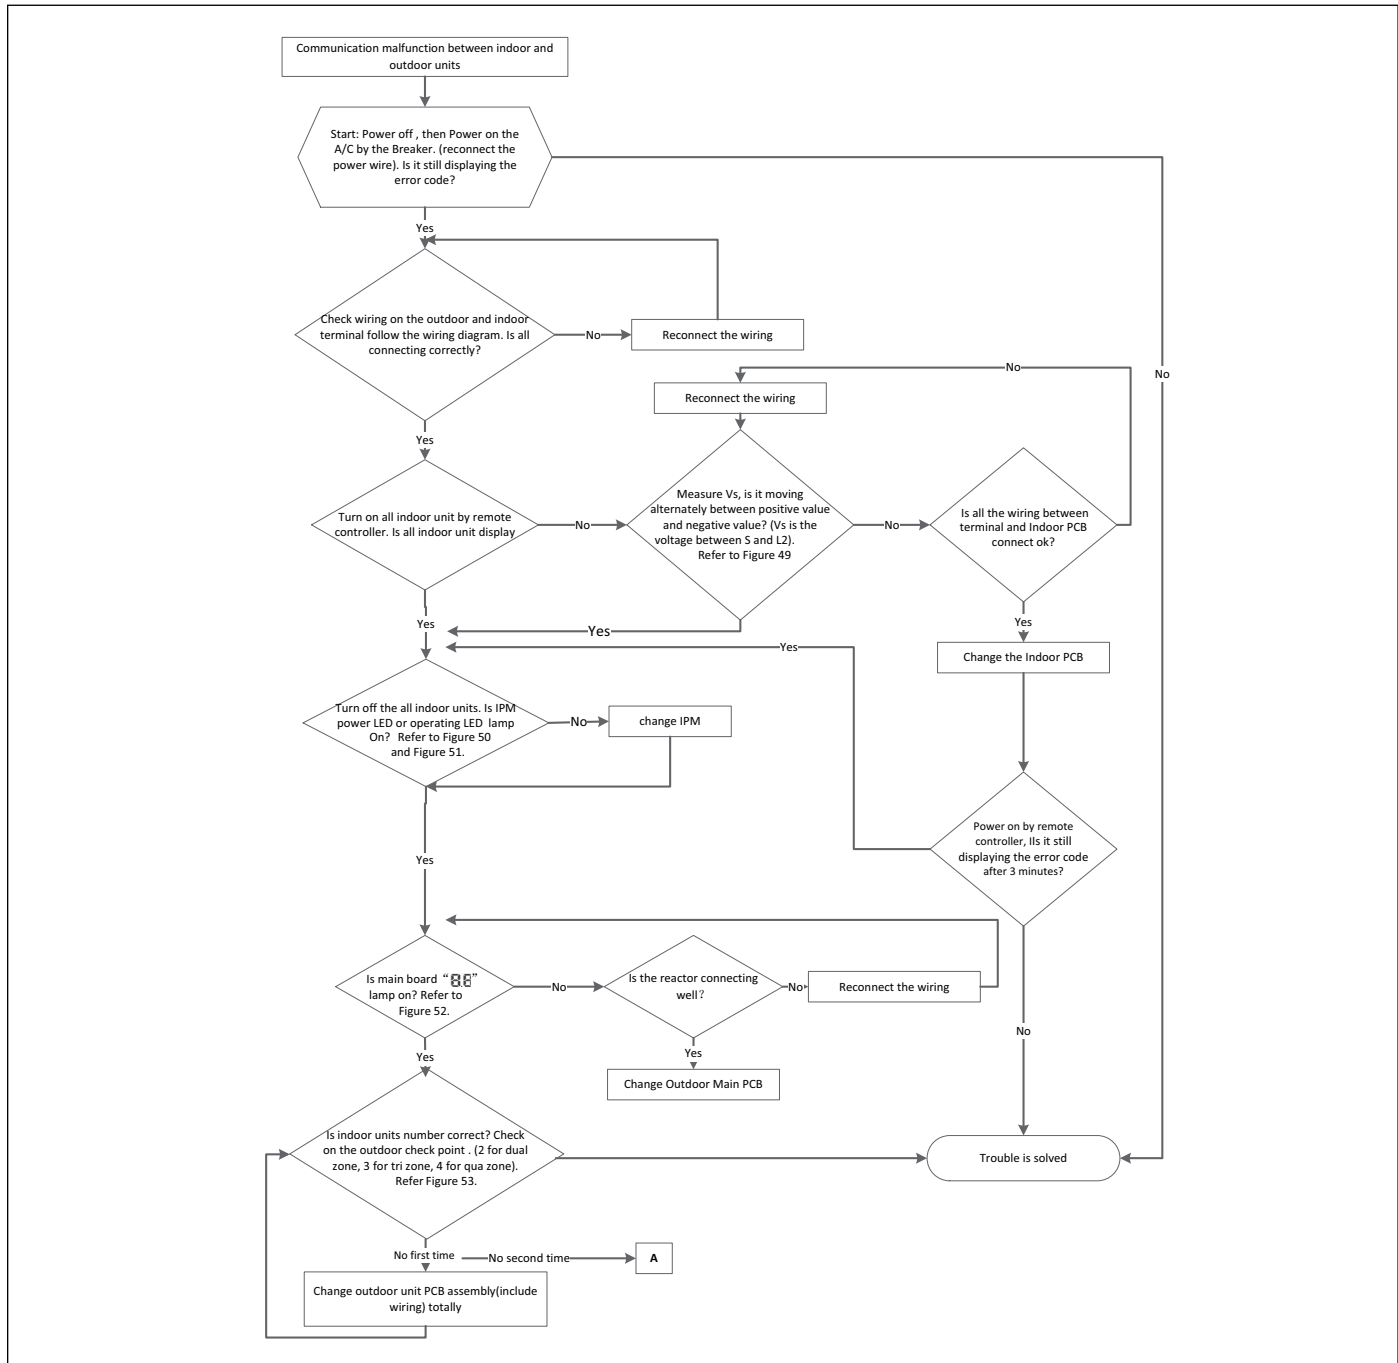 Communication malfunction between indoor and
outdoor units
Start: Power off , then Power on the
A/C by the Breaker. (reconnect the
power wire). Is it still displaying the
error code?
Yes
Check wiring on the outdoor and indoor
terminal follow the wiring diagram. Is all
connecting correctly?
No
Reconnect the wiring
No
No
Reconnect the wiring
Yes
Turn on all indoor unit by remote
controller. Is all indoor unit display
No
Measure Vs, is it moving
alternately between positive value
and negative value? (Vs is the
voltage between S and L2).
Refer to Figure 49
No
Is all the wiring between
terminal and Indoor PCB
connect ok?
Yes
Yes
Yes
Yes
Change the Indoor PCB
Turn off the all indoor units. Is IPM
power LED or operating LED lamp
On? Refer to Figure 50
and Figure 51.
No
change IPM
Power on by remote
controller, IIs it still
displaying the error code
after 3 minutes?
Yes
Is main board “8.8.”
lamp on? Refer to
Figure 52.
No
Is the reactor connecting
well?
No
Reconnect the wiring
No
Yes
Yes
Change Outdoor Main PCB
Is indoor units number correct? Check
on the outdoor check point . (2 for dual
zone, 3 for tri zone, 4 for qua zone).
Refer Figure 53.
Trouble is solved
No first time
No second time
A
Change outdoor unit PCB assembly(include
wiring) totally